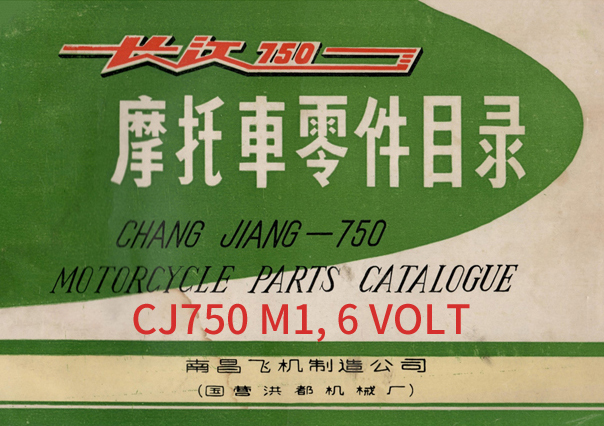 长江750
摩托車零件目录
CHANG JIANG—750
MOTORCYCLE PARTS CATALOGUE
CJ750 M1, 6 VOLT
南昌飞机制造公司
(国营洪都机械厂)